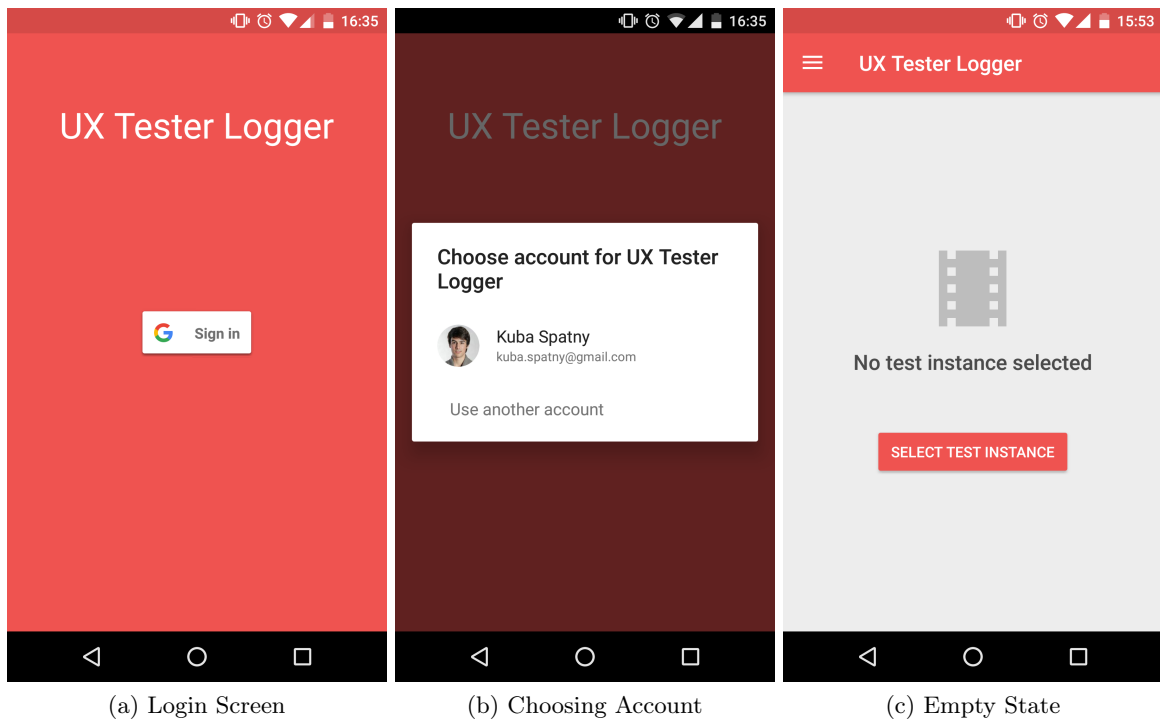 16:35
UX Tester Logger
Sign in
(a) Login Screen
16:35
UX Tester Logger
Choose account for UX Tester
Logger
Kuba Spatny
kuba.spatny@gmail.com
Use another account
(b) Choosing Account
15:53
UX Tester Logger
No test instance selected
SELECT TEST INSTANCE
(c) Empty State